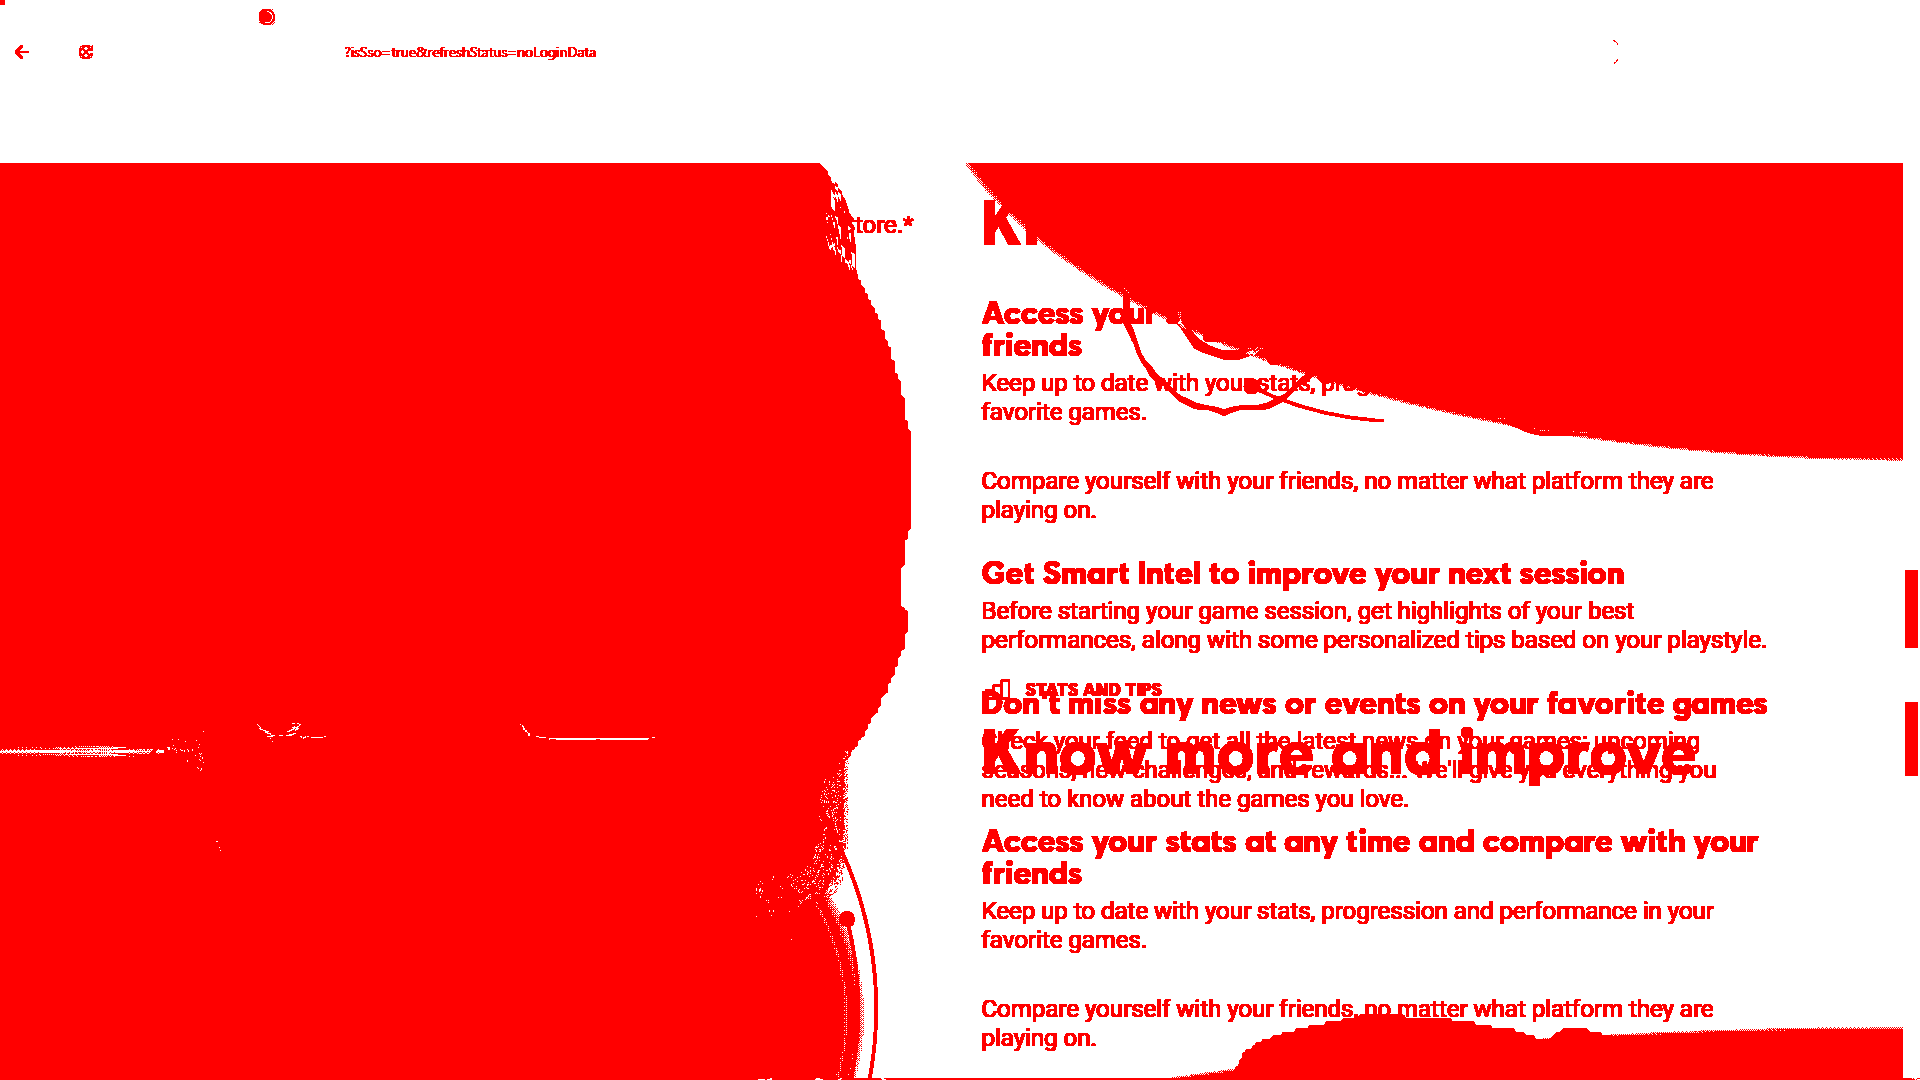 ?isSso=true&refreshStatus=noLoginData
store.*
Access your
friends
Keep up to date with your stats,
favorite games.
Compare yourself with your friends, no matter what platform they are
playing on.
Get Smart Intel to improve your next session
Before starting your game session, get highlights of your best
performances, along with some personalized tips based on your playstyle.
STATS AND TIPS
Don't miss any news or events on your favorite games
Check your feed to get all the latest news on your games: upcoming
Know more and improve
seasons, new challenges, and rewards... We'll give you everything you
need to know about the games you love.
Access your stats at any time and compare with your
friends
Keep up to date with your stats, progression and performance in your
favorite games.
Compare yourself with your friends, no matter what platform they are
playing on.